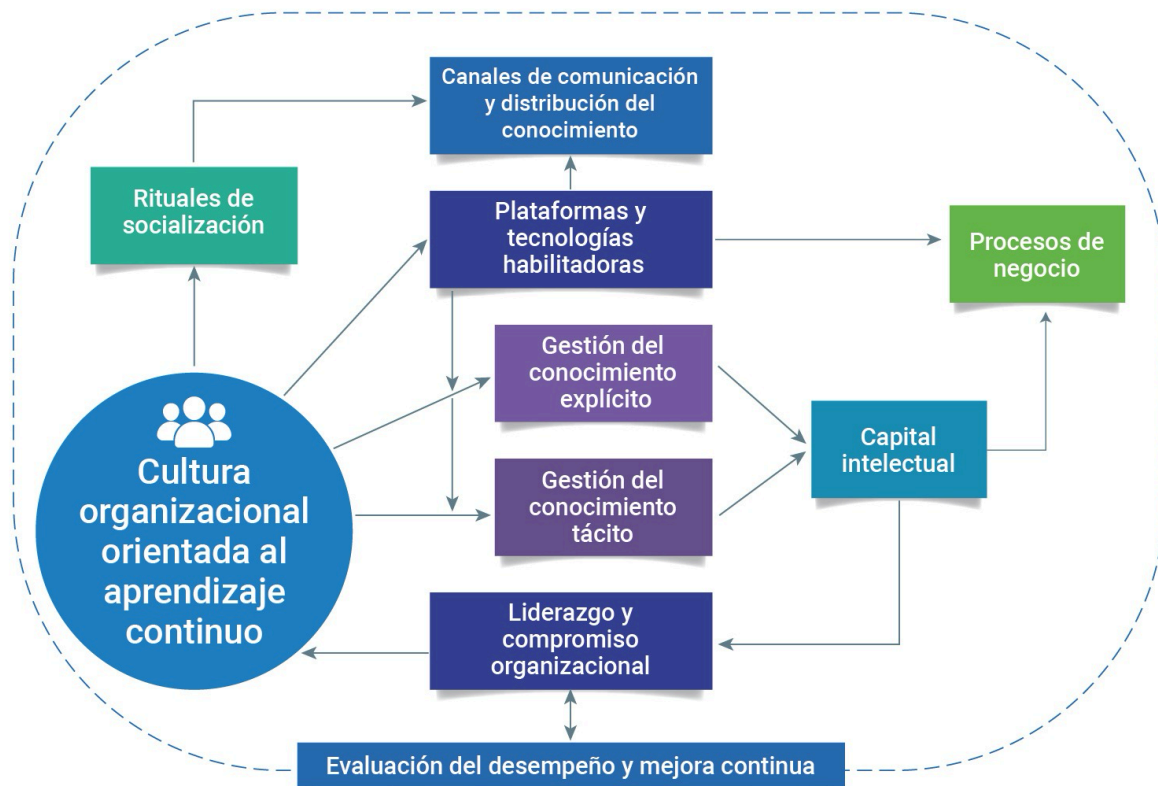 Canales de comunicación
y distribución del
conocimiento
Rituales de
socialización
Plataformas y
tecnologías
habilitadoras
Procesos de
negocio
Gestión del
conocimiento
explícito
Capital
intelectual
Cultura
organizacional
orientada al
aprendizaje
continuo
Gestión del
conocimiento
tácito
Liderazgo y
compromiso
organizacional
Evaluación del desempeño y mejora continua